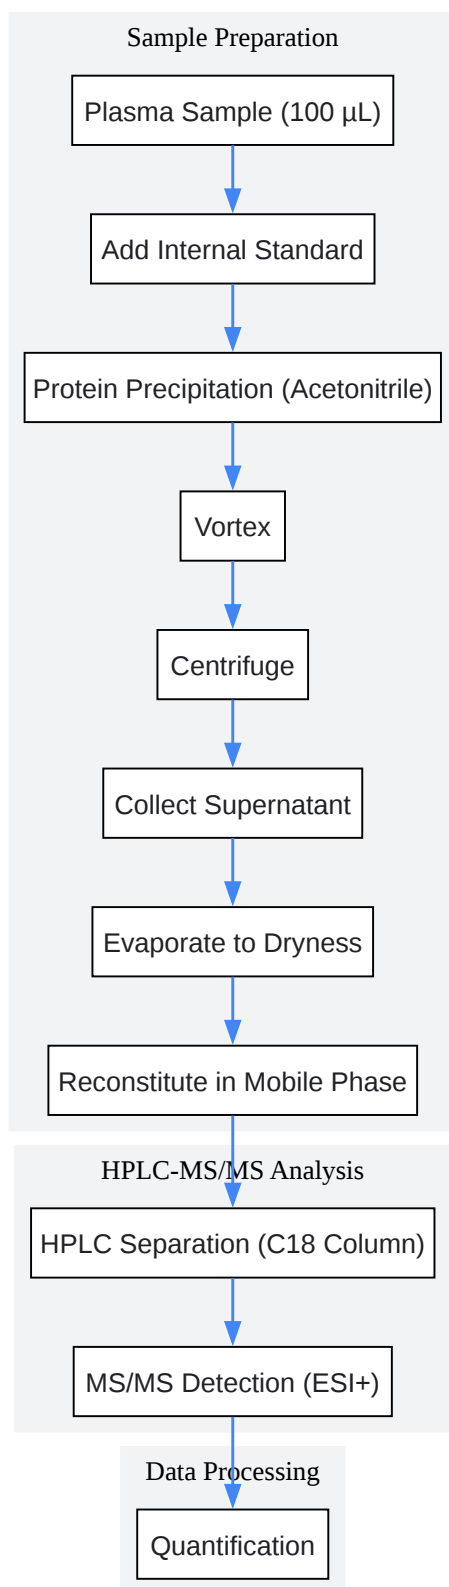 Sample Preparation
Plasma Sample (100 µL)
Add Internal Standard
Protein Precipitation (Acetonitrile)
Vortex
Centrifuge
Collect Supernatant
Evaporate to Dryness
Reconstitute in Mobile Phase
HPLC-MS/MS Analysis
HPLC Separation (C18 Column)
MS/MS Detection (ESI+)
Data Processing
Quantification